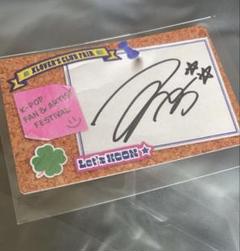 KLOVER'S CLUB FAIR
K-POP
FAN & ARTIST
FESTIVAL
Let's KCON